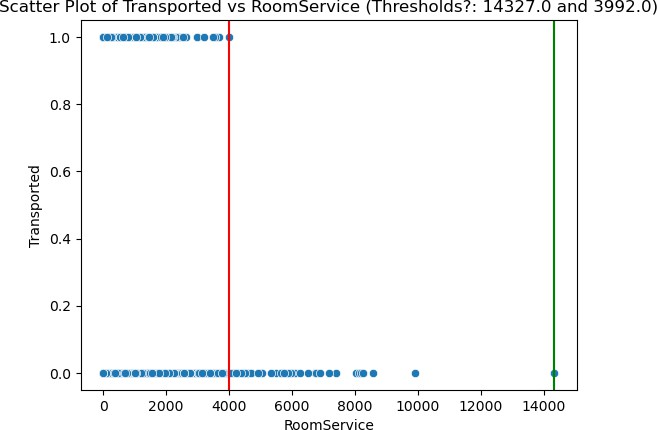 Scatter Plot of Transported vs RoomService (Thresholds?: 14327.0 and 3992.0)
1.0
0.8
0.6
0.4
0.2
0.0
Transported
0 2000 4000 6000 8000 10000 12000 14000
RoomService